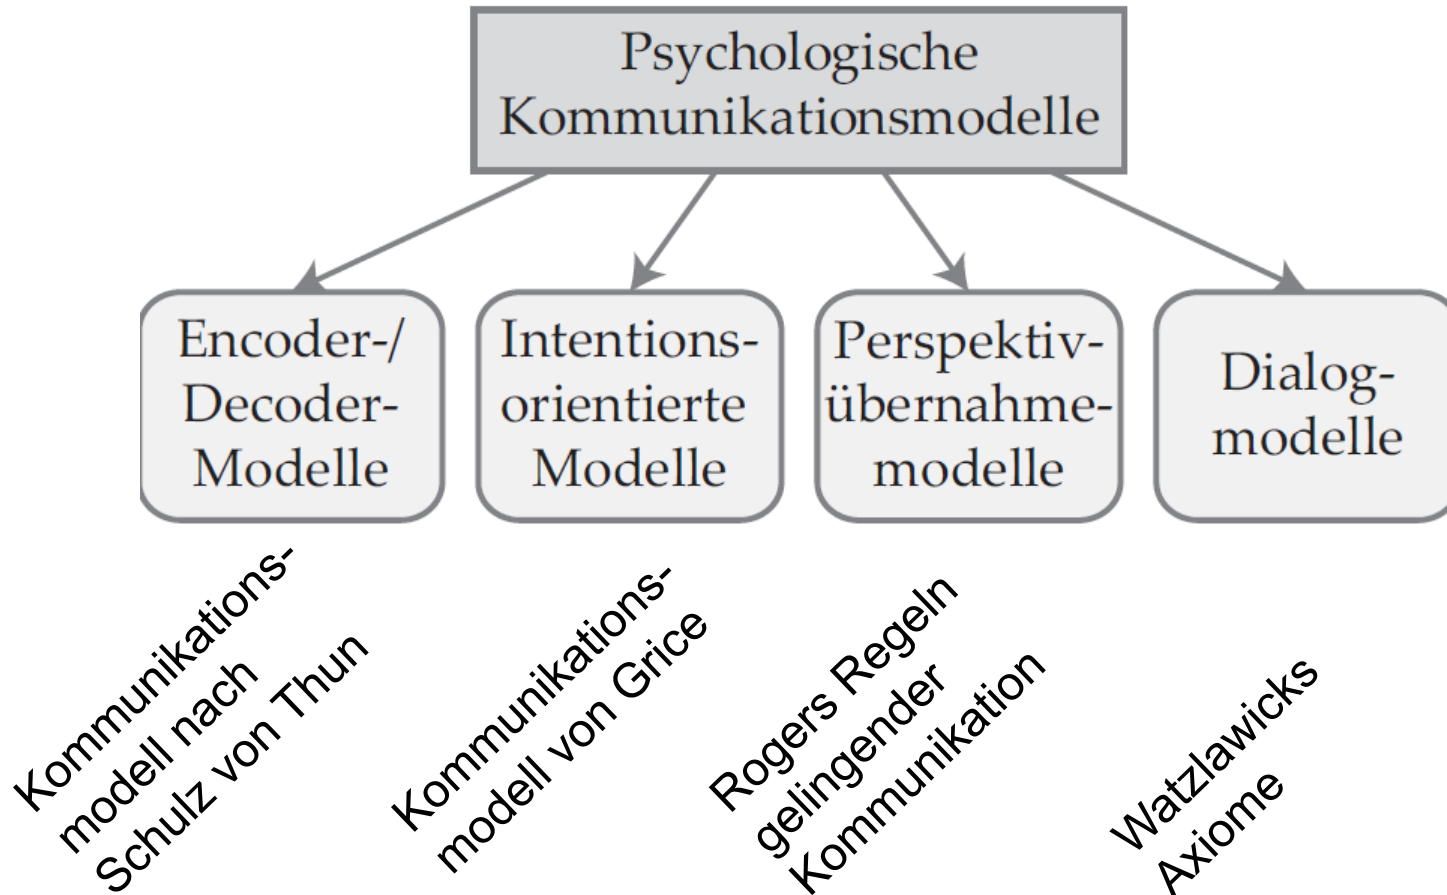 Psychologische
Kommunikationsmodelle
Encoder-/
Decoder-
Modelle
Intentions-
orientierte
Modelle
Perspektiv-
übernahme-
modelle
Dialog-
modelle
Kommunikations-
modell nach
Schulz von Thun
Kommunikations-
modell von Grice
Rogers Regeln
gelingender
Kommunikation
Watzlawicks
Axiome